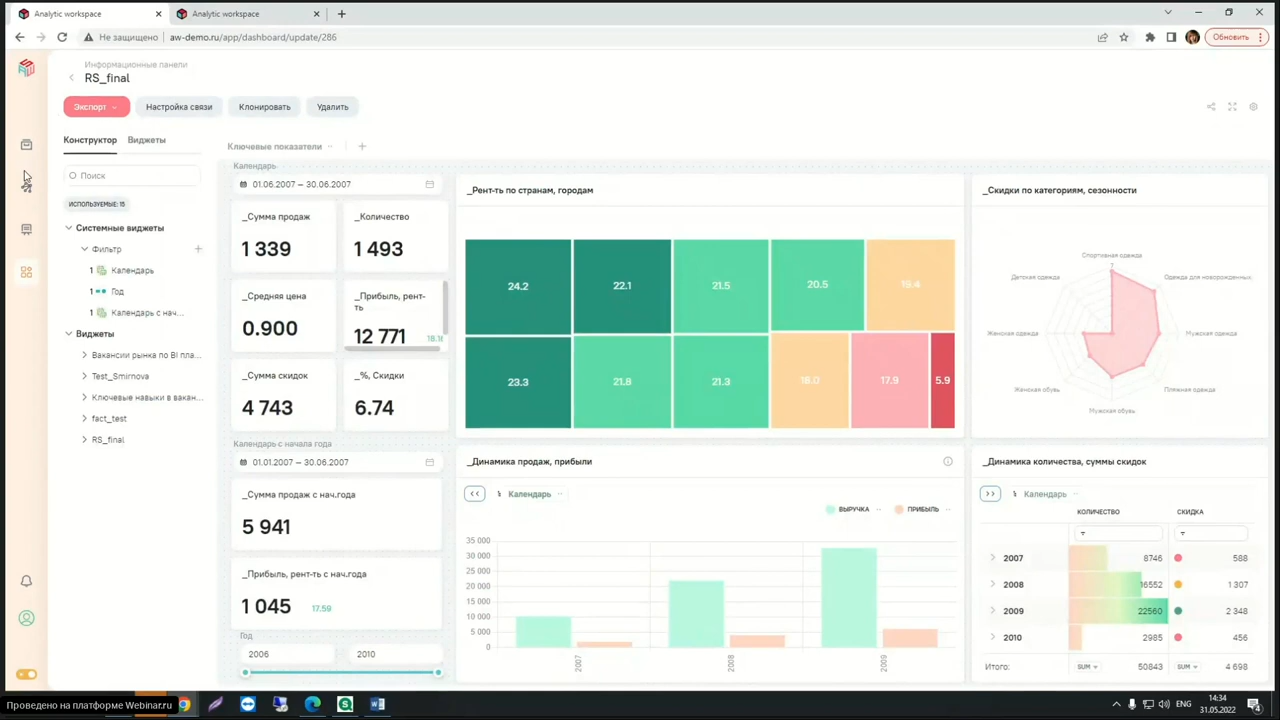 Analytic workspace
Analytic workspace
Не защищено
aw-demo.ru/app/dashboard/update/286
Обновить
Информационные панели
RS_final
Экспорт
Настройка связи
Клонировать
Удалить
Конструктор
Виджеты
Ключевые показатели
Поиск
ИСПОЛЬЗУЕМЫЕ: 15
Системные виджеты
Фильтр
1 Календарь
1 Год
1 Календарь с нач...
Виджеты
Вакансии рынка по BI пла...
Test_Smirnova
Ключевые навыки в вакан...
fact_test
RS_final
Календарь
01.06.2007 — 30.06.2007
_Сумма продаж
1 339
_Количество
1 493
_Средняя цена
0.900
_Прибыль, рент-
ть
12 771
_Сумма скидок
4 743
_%, Скидки
6.74
Календарь с начала года
01.01.2007 — 30.06.2007
_Сумма продаж с нач.года
5 941
_Прибыль, рент-ть с нач.года
1 045 17.59
Год
2006 2010
_Рент-ть по странам, городам
24.2 22.1 21.5 20.5 19.4
23.3 21.8 21.3 18.0 17.9 5.9
_Скидки по категориям, сезонности
Спортивная одежда
7
Детская одежда
Одежда для новорожденных
Женская одежда
Мужская одежда
Женская обувь
Пляжная одежда
Мужская обувь
_Динамика продаж, прибыли
Календарь
ВЫРУЧКА ПРИБЫЛЬ
35 000
30 000
25 000
20 000
15 000
10 000
5 000
0
2007 2008 2009
_Динамика количества, суммы скидок
Календарь
КОЛИЧЕСТВО СКИДКА
2007 8746 588
2008 16552 1 307
2009 22560 2 348
2010 2985 456
Итого: SUM 50843 SUM 4 698
Проведено на платформе Webinar.ru
ENG
14:34
31.05.2022
4